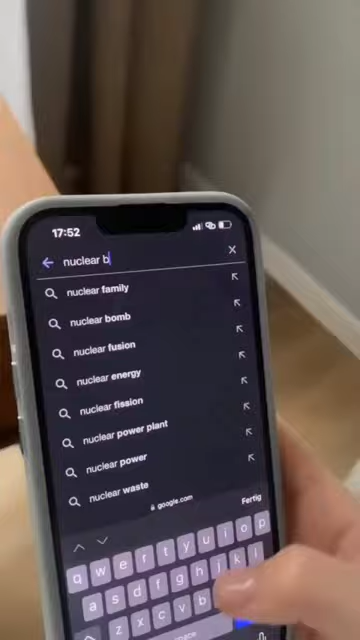 17:52
nuclear b
nuclear family
nuclear bomb
nuclear fusion
nuclear energy
nuclear fission
nuclear power plant
nuclear power
nuclear waste
google.com
Fertig
q w e r t y u i o p
a s d f g h j k l
z x c v b
space